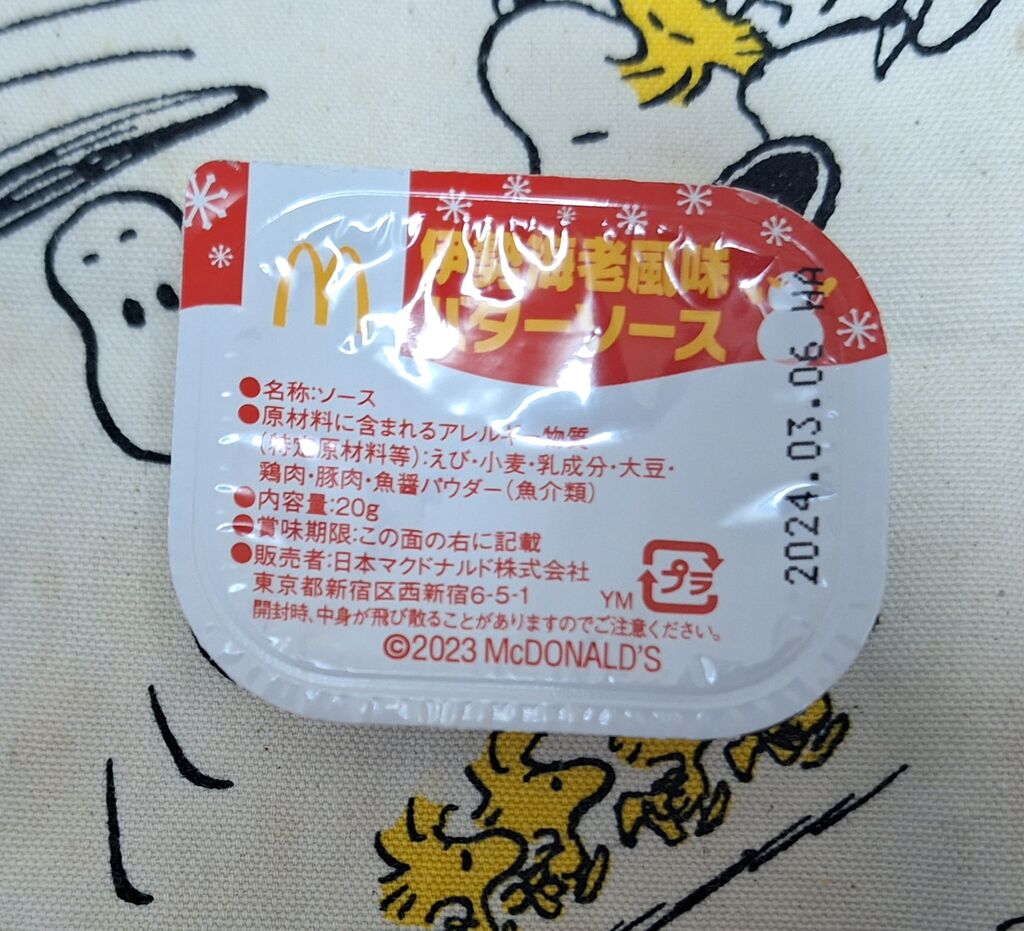 伊勢海老風味
バターソース
●名称:ソース
●原材料に含まれるアレルギー物質
(特定原材料等):えび・小麦・乳成分・大豆・
鶏肉・豚肉・魚醤パウダー(魚介類)
●内容量:20g
●賞味期限:この面の右に記載
●販売者:日本マクドナルド株式会社
東京都新宿区西新宿6-5-1
YM
プラ
開封時、中身が飛び散ることがありますのでご注意ください。
©2023 McDONALD'S
2024.03.06 WA